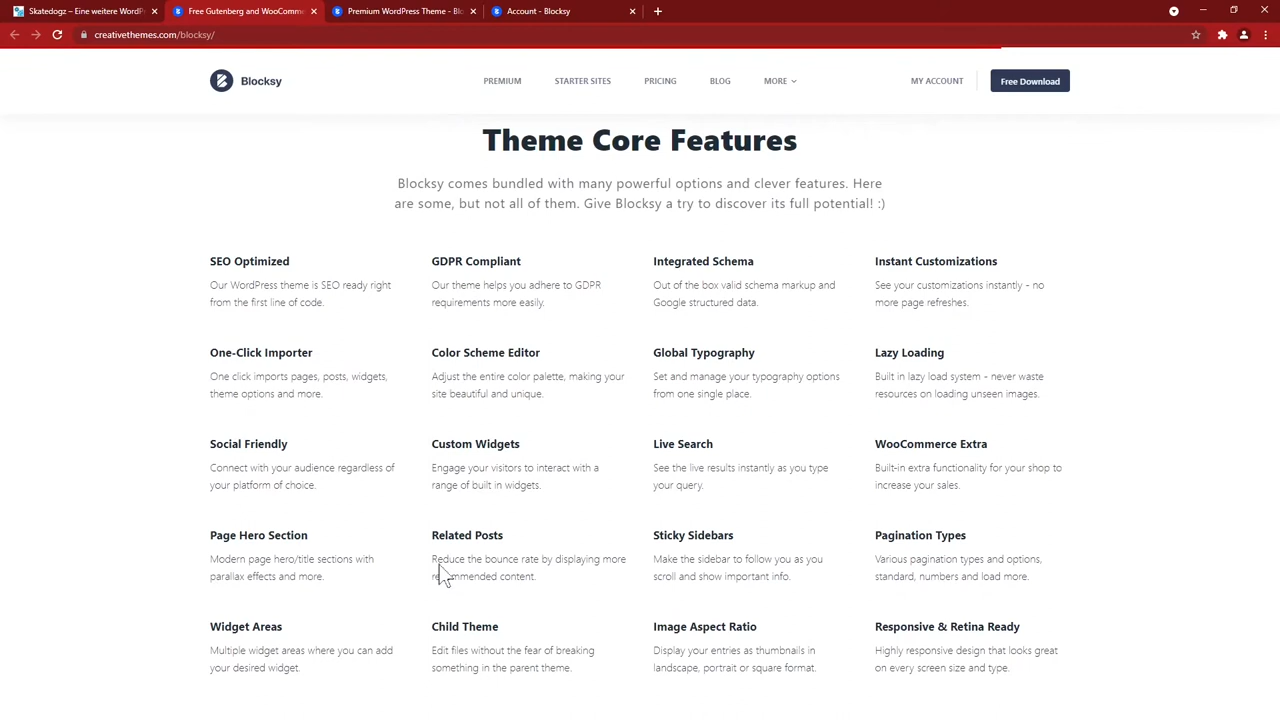 Skatedogz – Eine weitere WordPr
Free Gutenberg and WooComme
Premium WordPress Theme - Blo
Account - Blocksy
creativethemes.com/blocksy/
Blocksy
PREMIUM
STARTER SITES
PRICING
BLOG
MORE
MY ACCOUNT
Free Download
Theme Core Features
Blocksy comes bundled with many powerful options and clever features. Here
are some, but not all of them. Give Blocksy a try to discover its full potential! :)
SEO Optimized
Our WordPress theme is SEO ready right
from the first line of code.
GDPR Compliant
Our theme helps you adhere to GDPR
requirements more easily.
Integrated Schema
Out of the box valid schema markup and
Google structured data.
Instant Customizations
See your customizations instantly - no
more page refreshes.
One-Click Importer
One click imports pages, posts, widgets,
theme options and more.
Color Scheme Editor
Adjust the entire color palette, making your
site beautiful and unique.
Global Typography
Set and manage your typography options
from one single place.
Lazy Loading
Built in lazy load system - never waste
resources on loading unseen images.
Social Friendly
Connect with your audience regardless of
your platform of choice.
Custom Widgets
Engage your visitors to interact with a
range of built in widgets.
Live Search
See the live results instantly as you type
your query.
WooCommerce Extra
Built-in extra functionality for your shop to
increase your sales.
Page Hero Section
Modern page hero/title sections with
parallax effects and more.
Related Posts
Reduce the bounce rate by displaying more
recommended content.
Sticky Sidebars
Make the sidebar to follow you as you
scroll and show important info.
Pagination Types
Various pagination types and options,
standard, numbers and load more.
Widget Areas
Multiple widget areas where you can add
your desired widget.
Child Theme
Edit files without the fear of breaking
something in the parent theme.
Image Aspect Ratio
Display your entries as thumbnails in
landscape, portrait or square format.
Responsive & Retina Ready
Highly responsive design that looks great
on every screen size and type.